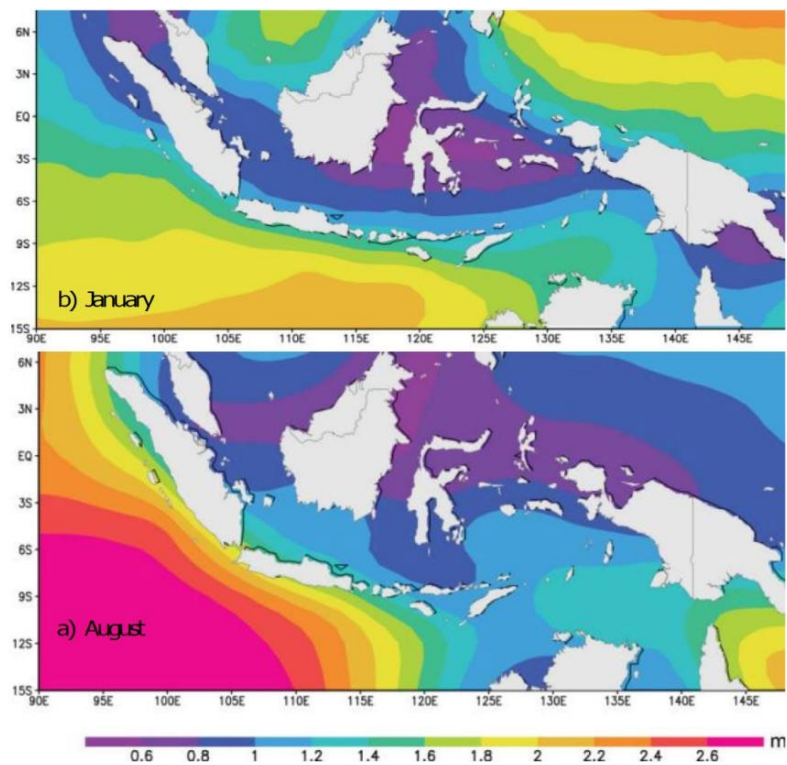 6N
3N
EQ
3S
6S
9S
12S
15S
b) January
90E 95E 100E 105E 110E 115E 120E 125E 130E 135E 140E 145E
6N
3N
EQ
3S
6S
9S
12S
15S
a) August
90E 95E 100E 105E 110E 115E 120E 125E 130E 135E 140E 145E
m
0.6 0.8 1 1.2 1.4 1.6 1.8 2 2.2 2.4 2.6